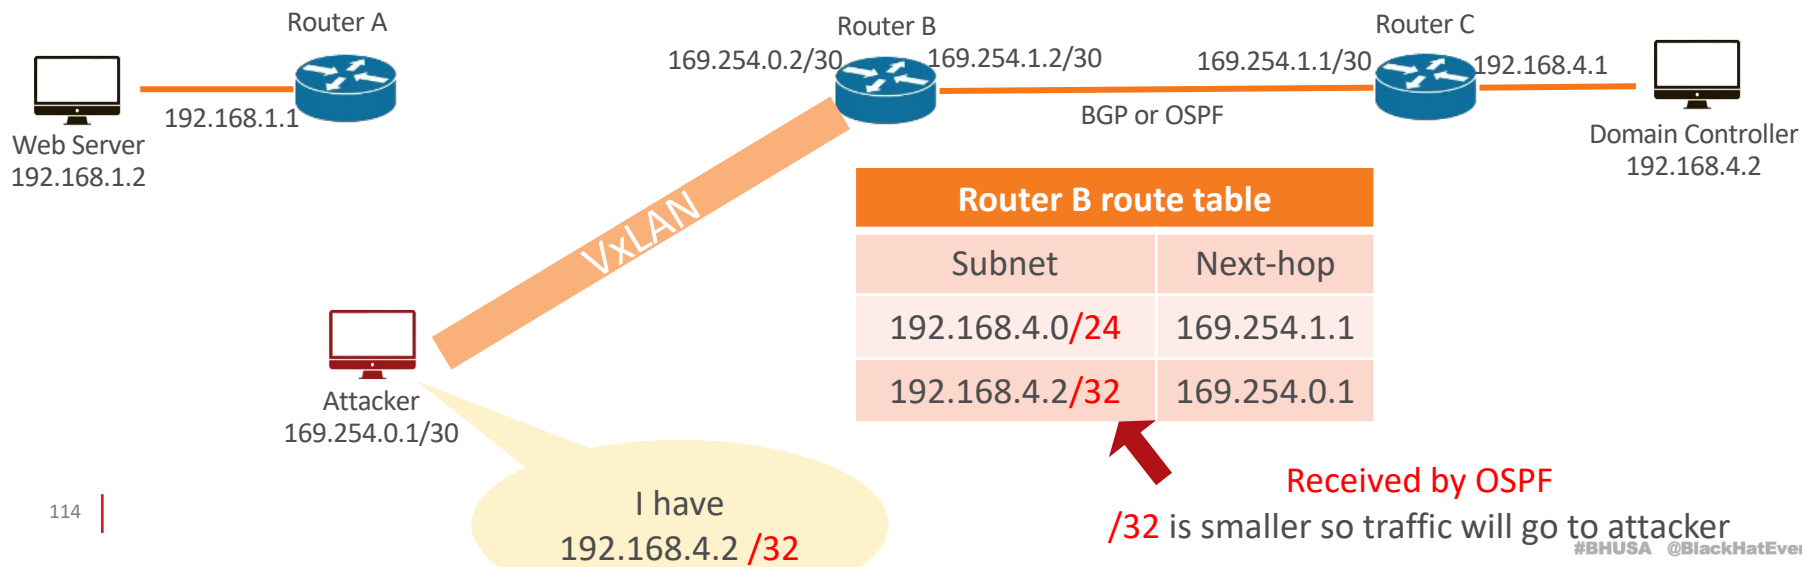 Router A
Router B
Router C
169.254.0.2/30
169.254.1.2/30
169.254.1.1/30
192.168.4.1
192.168.1.1
BGP or OSPF
Web Server
192.168.1.2
Domain Controller
192.168.4.2
VxLAN
Router B route table
Subnet
Next-hop
192.168.4.0/24
169.254.1.1
192.168.4.2/32
169.254.0.1
Attacker
169.254.0.1/30
I have
192.168.4.2 /32
Received by OSPF
/32 is smaller so traffic will go to attacker
114
#BHUSA @BlackHatEver